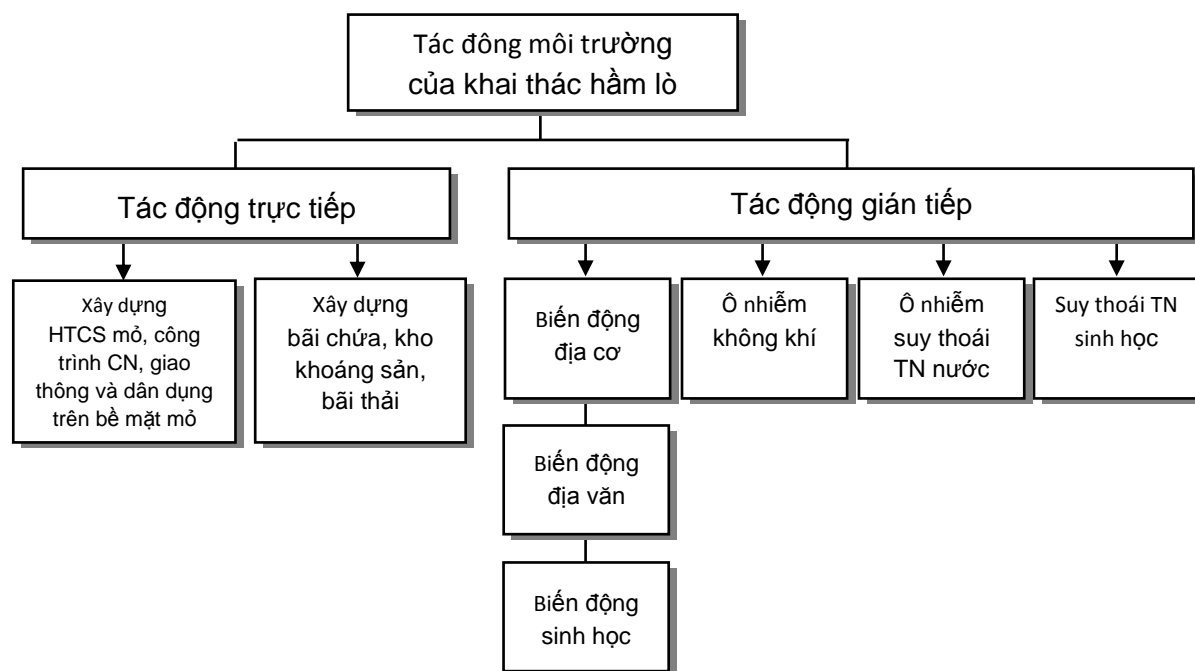 Tác đông môi trường
của khai thác hầm lò
Tác động trực tiếp
Tác động gián tiếp
Xây dựng
HTCS mỏ, công
trình CN, giao
thông và dân dụng
trên bề mặt mỏ
Xây dựng
bãi chứa, kho
khoáng sản,
bãi thải
Biến động
địa cơ
Ô nhiễm
không khí
Ô nhiễm
suy thoái
TN nước
Suy thoái TN
sinh học
Biến động
địa văn
Biến động
sinh học